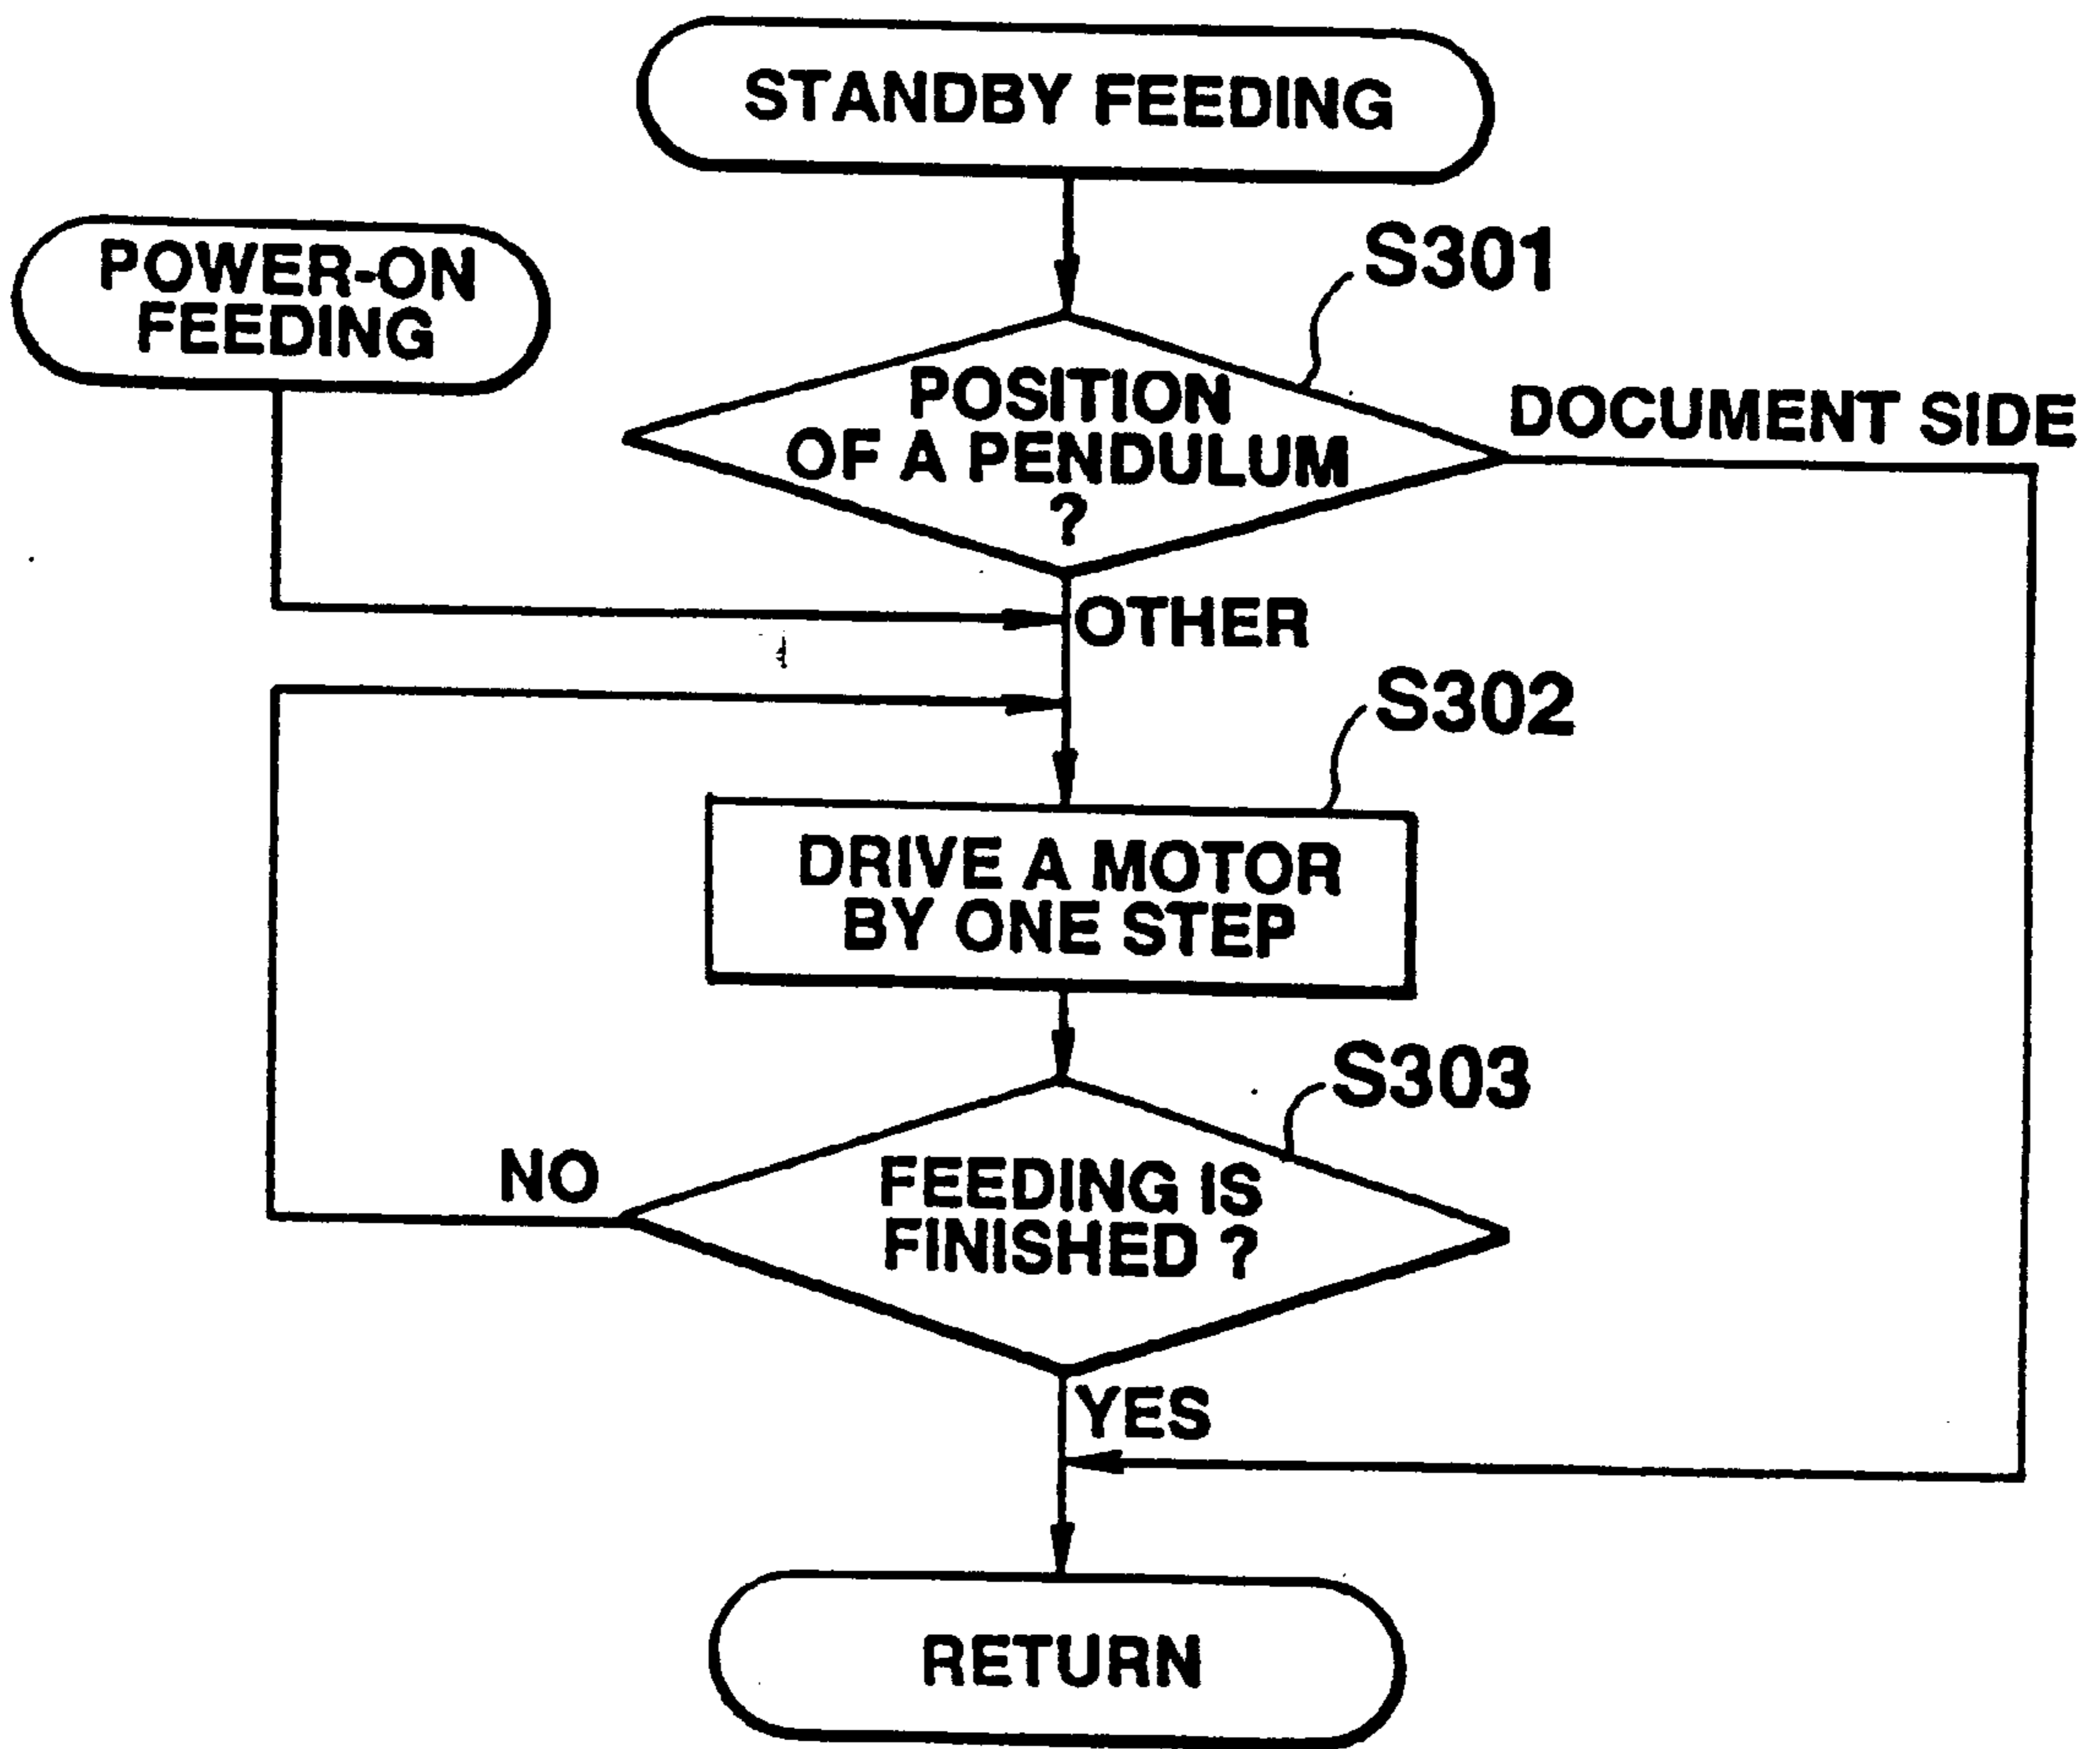 STANDBY FEEDING
POWER-ON
FEEDING
S301
POSITION
OF A PENDULUM
?
DOCUMENT SIDE
OTHER
S302
DRIVE A MOTOR
BY ONE STEP
S303
NO
FEEDING IS
FINISHED ?
YES
RETURN